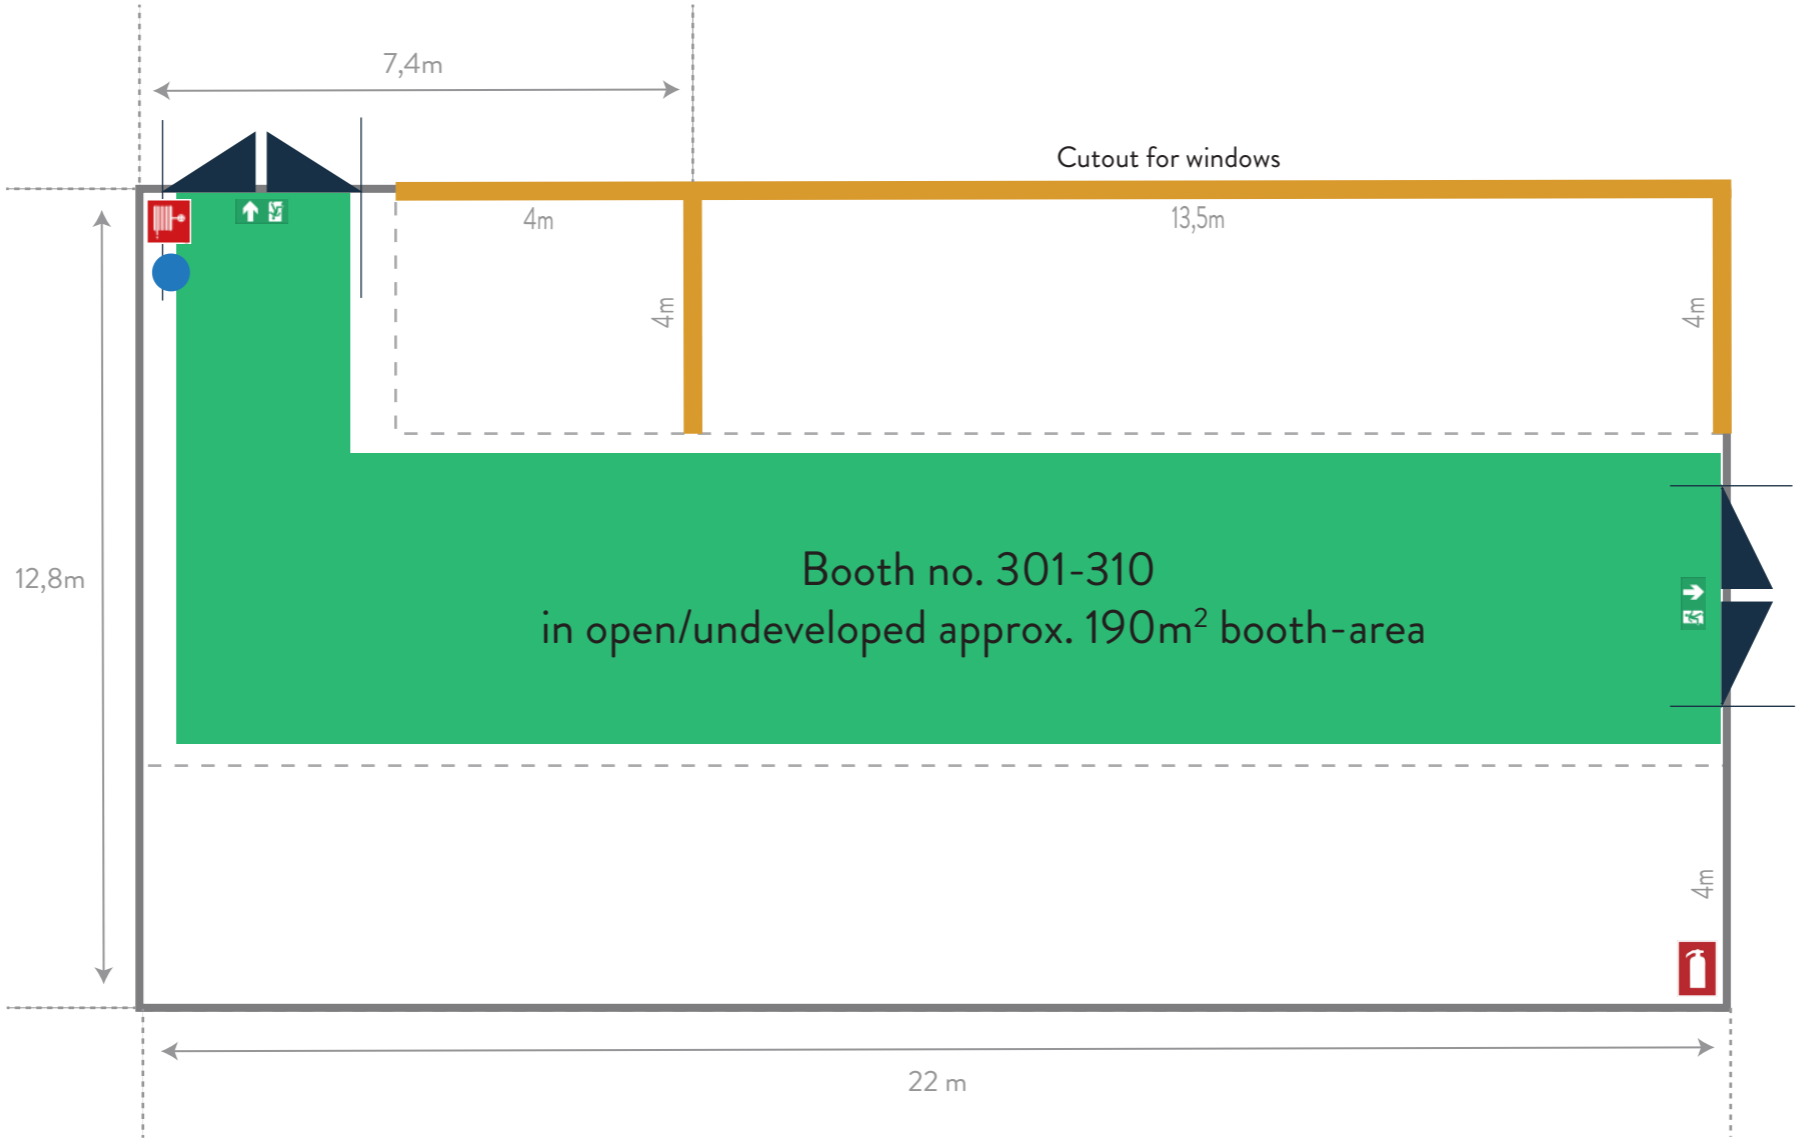 7,4m
Cutout for windows
4m
13,5m
4m
4m
12,8m
Booth no. 301-310
in open/undeveloped approx. 190m² booth-area
4m
22 m